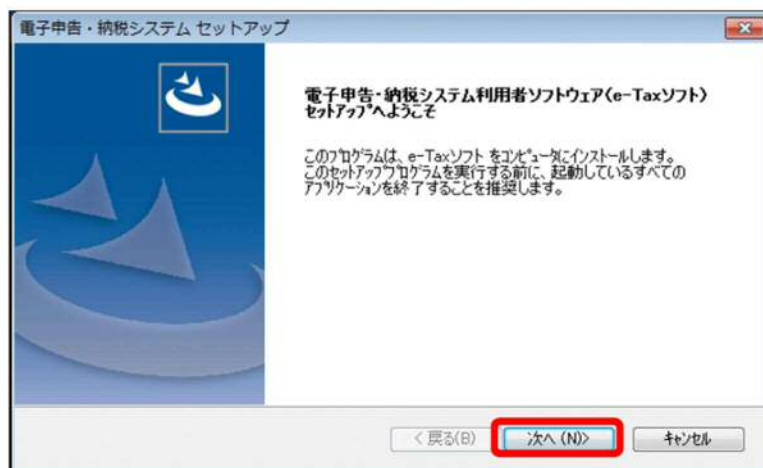 電子申告・納税システム セットアップ
電子申告・納税システム利用者ソフトウェア(e-Taxソフト)
ｾｯﾄｱｯﾌﾟへようこそ
このﾌﾟﾛｸﾞﾗﾑは、e-Taxソフト をｺﾝﾋﾟｭｰﾀにｲﾝｽﾄｰﾙします。
このｾｯﾄｱｯﾌﾟﾌﾟﾛｸﾞﾗﾑを実行する前に、起動しているすべての
ｱﾌﾟﾘｹｰｼｮﾝを終了することを推奨します。
< 戻る(B)
次へ (N)>
ｷｬﾝｾﾙ